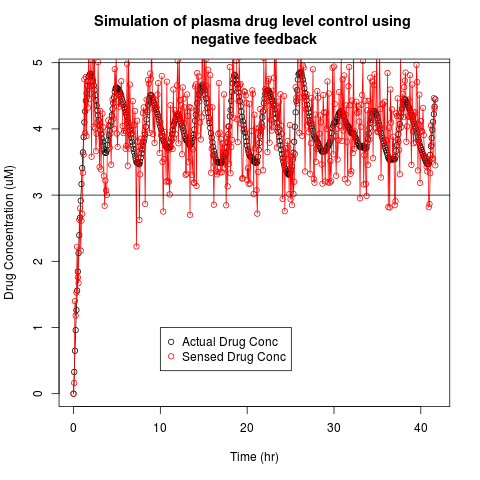 Simulation of plasma drug level control using
negative feedback
Drug Concentration (uM)
5
4
3
2
1
0
Actual Drug Conc
Sensed Drug Conc
0 10 20 30 40
Time (hr)